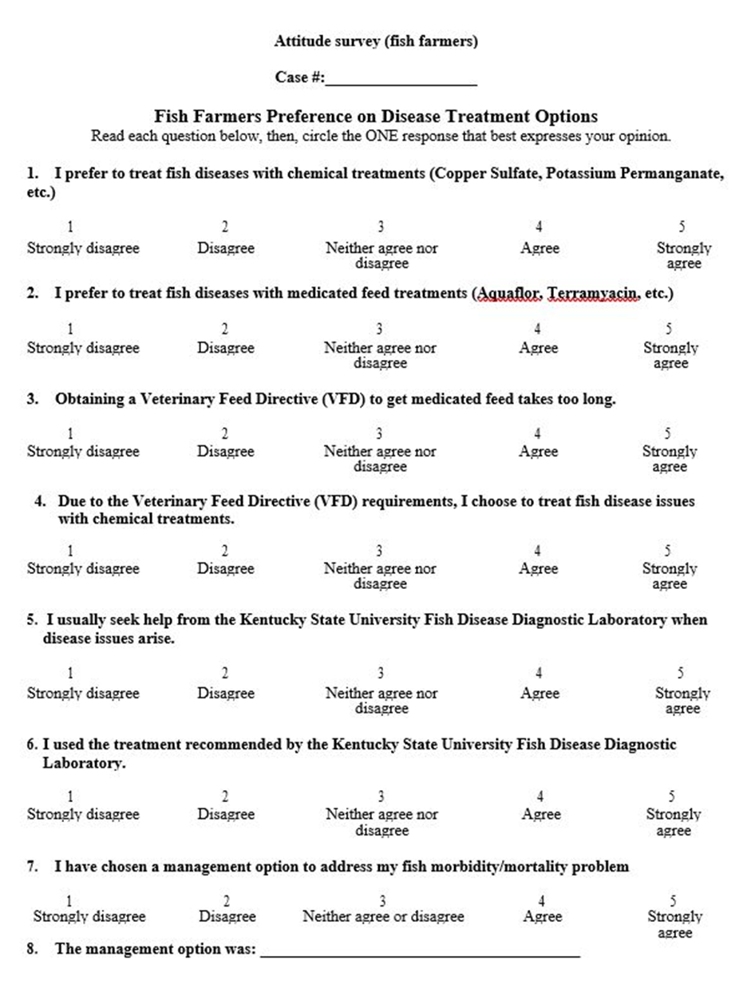 Attitude survey (fish farmers)
Case #:___________________
Fish Farmers Preference on Disease Treatment Options
Read each question below, then, circle the ONE response that best expresses your opinion.
1. I prefer to treat fish diseases with chemical treatments (Copper Sulfate, Potassium Permanganate,
etc.)
1 2 3 4 5
Strongly disagree Disagree Neither agree nor Agree Strongly
disagree agree
2. I prefer to treat fish diseases with medicated feed treatments (Aquaflor, Terramyacin, etc.)
1 2 3 4 5
Strongly disagree Disagree Neither agree nor Agree Strongly
disagree agree
3. Obtaining a Veterinary Feed Directive (VFD) to get medicated feed takes too long.
1 2 3 4 5
Strongly disagree Disagree Neither agree nor Agree Strongly
disagree agree
4. Due to the Veterinary Feed Directive (VFD) requirements, I choose to treat fish disease issues
with chemical treatments.
1 2 3 4 5
Strongly disagree Disagree Neither agree nor Agree Strongly
disagree agree
5. I usually seek help from the Kentucky State University Fish Disease Diagnostic Laboratory when
disease issues arise.
1 2 3 4 5
Strongly disagree Disagree Neither agree nor Agree Strongly
disagree agree
6. I used the treatment recommended by the Kentucky State University Fish Disease Diagnostic
Laboratory.
1 2 3 4 5
Strongly disagree Disagree Neither agree nor Agree Strongly
disagree agree
7. I have chosen a management option to address my fish morbidity/mortality problem
1 2 3 4 5
Strongly disagree Disagree Neither agree or disagree Agree Strongly
agree
8. The management option was: ________________________________________